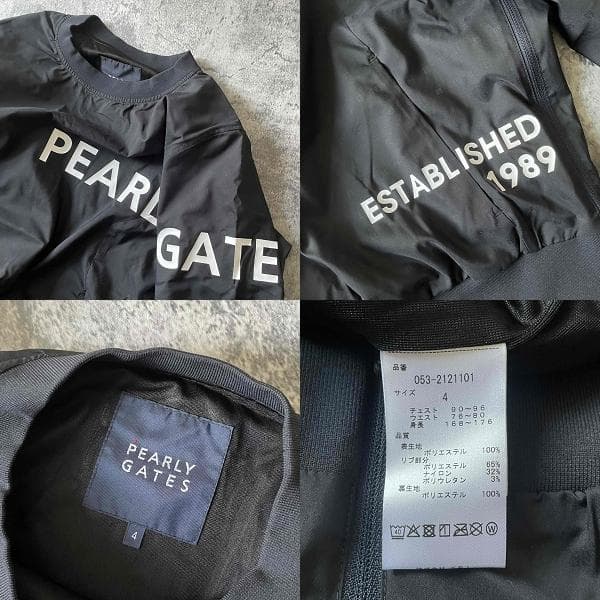 PEARLY
GATE
ESTABLISHED
1989
PEARLY
GATES
4
品番
053-2121101
サイズ
4
チェスト 90-96
ウエスト 76-80
身長 168-176
品質
表生地
ポリエステル 100%
リブ部分
ポリエステル 65%
ナイロン 32%
ポリウレタン 3%
裏生地
ポリエステル 100%